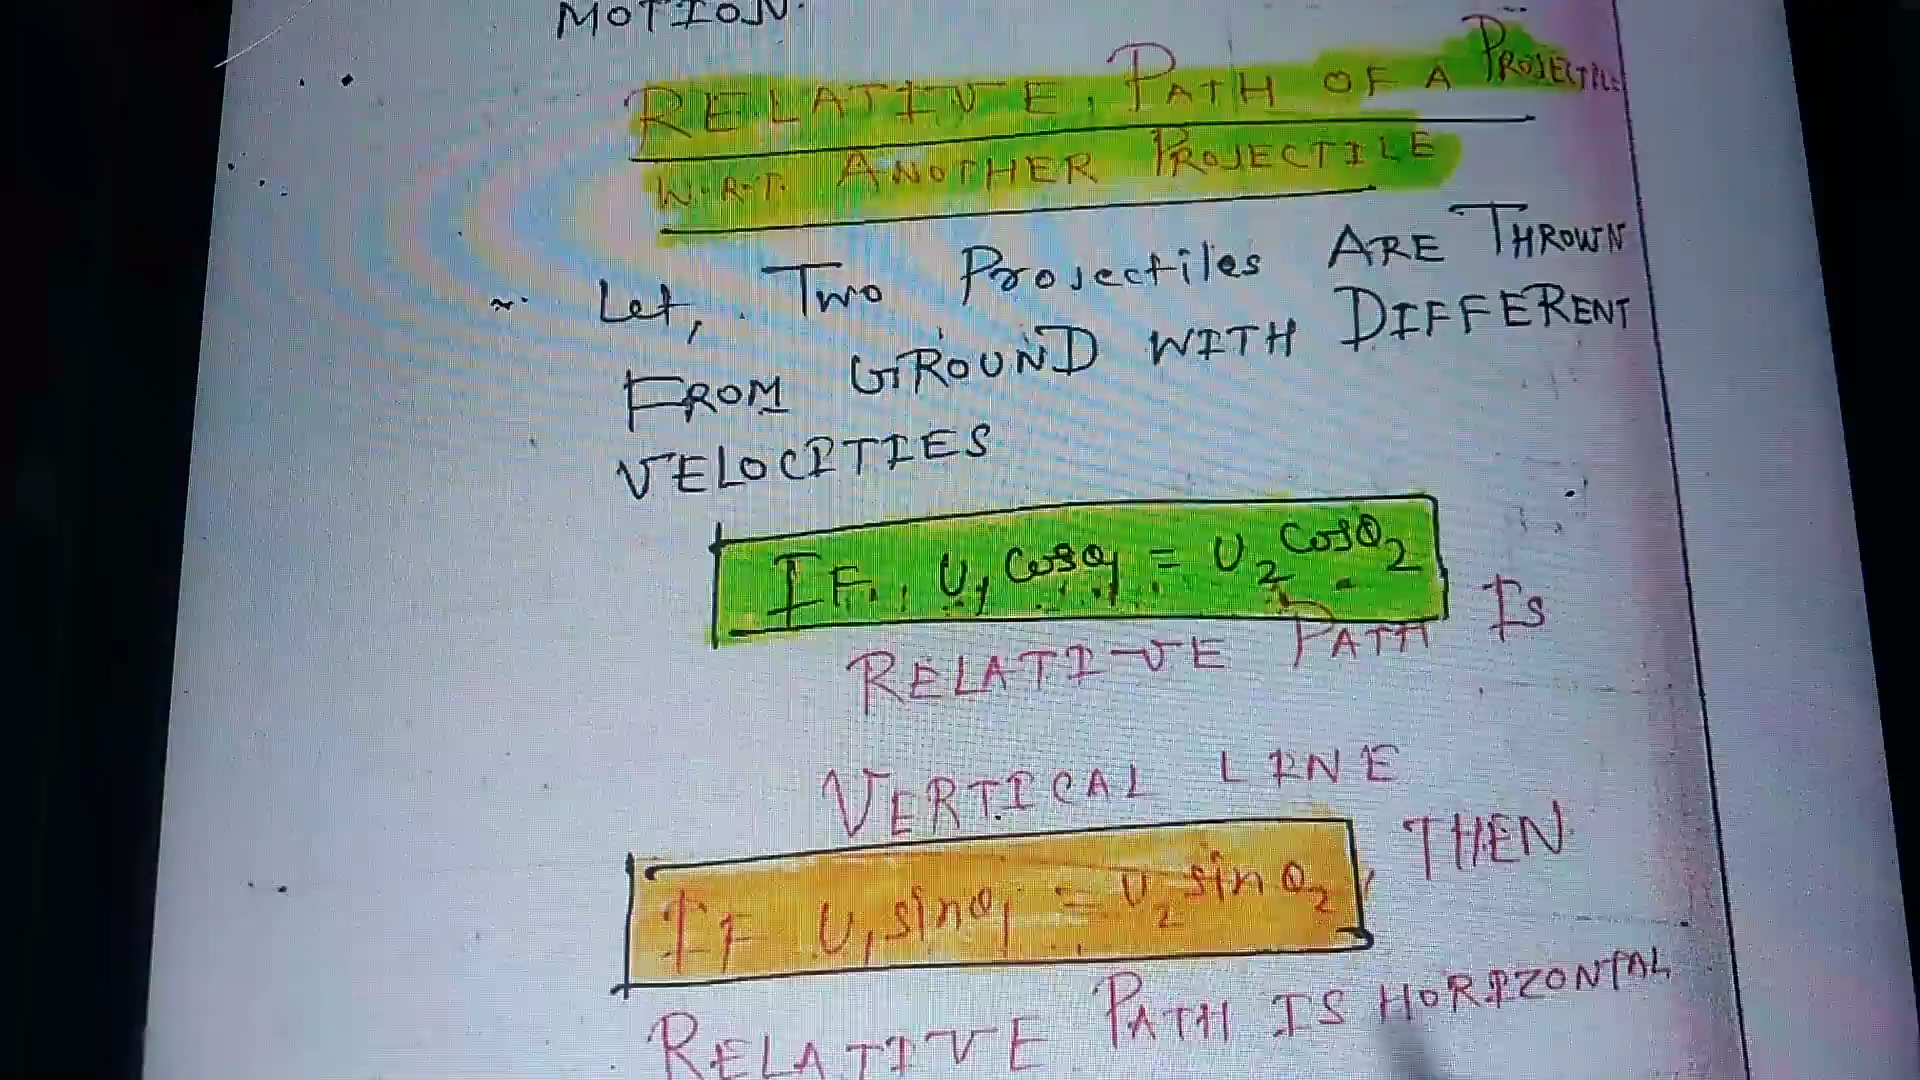 MOTION.
RELATIVE PATH OF A PROJECTILE
W.R.T. ANOTHER PROJECTILE
Let, Two Projectiles ARE THROWN
FROM GROUND WITH DIFFERENT
VELOCITIES
IF, U₁ cosθ₁ = U₂ cosθ₂
RELATIVE PATH IS
VERTICAL LINE
IF U₁ sinθ₁ = U₂ sinθ₂, THEN
RELATIVE PATH IS HORIZONTAL